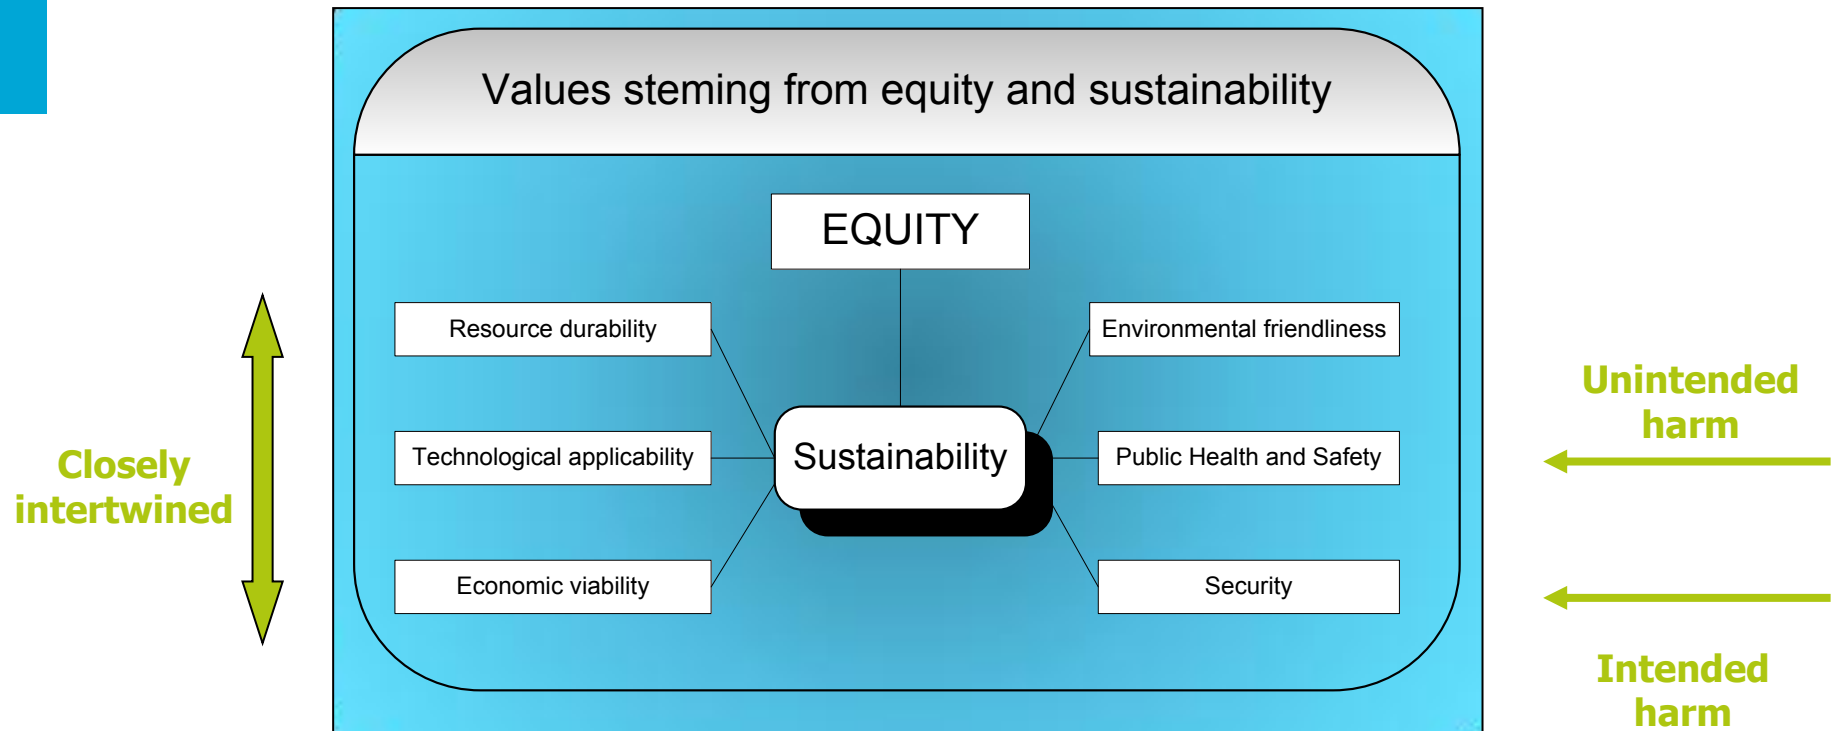 Values steming from equity and sustainability
EQUITY
Resource durability
Environmental friendliness
Unintended
harm
Closely
intertwined
Technological applicability
Sustainability
Public Health and Safety
Economic viability
Security
Intended
harm